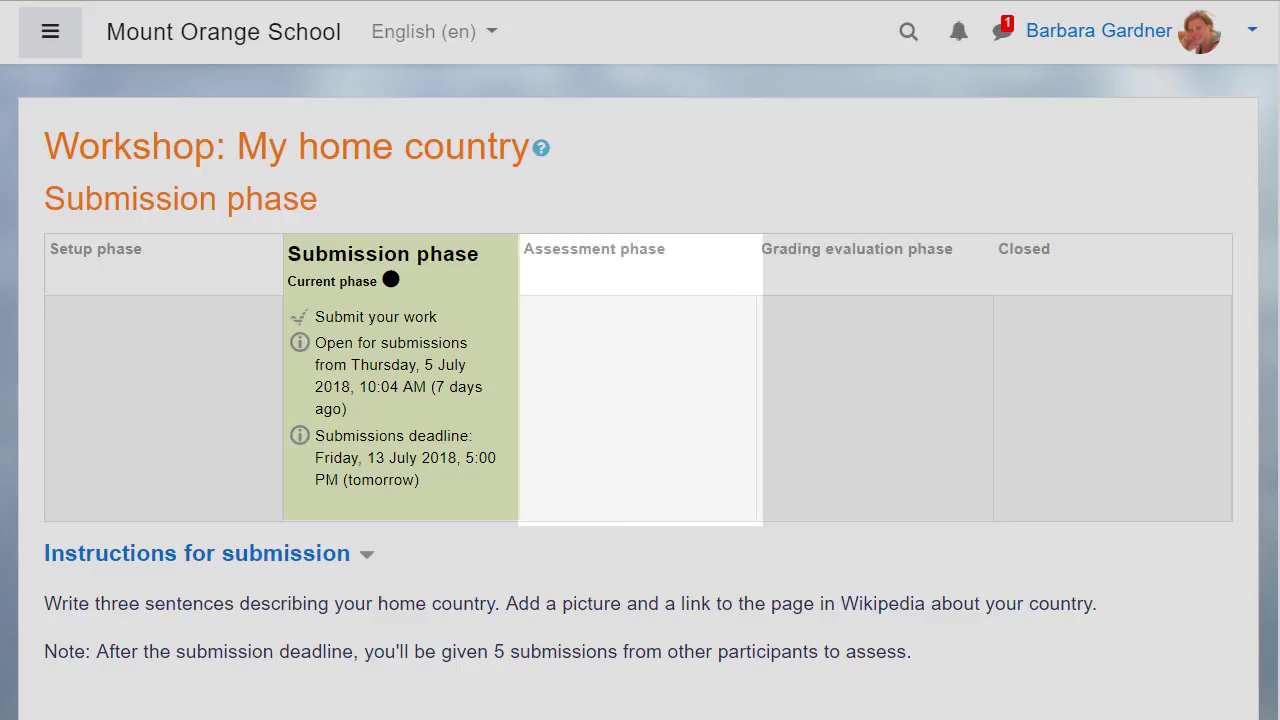 Mount Orange School
English (en)
1
Barbara Gardner
Workshop: My home country
Submission phase
Setup phase
Submission phase
Current phase
Submit your work
Open for submissions
from Thursday, 5 July
2018, 10:04 AM (7 days
ago)
Submissions deadline:
Friday, 13 July 2018, 5:00
PM (tomorrow)
Assessment phase
Grading evaluation phase
Closed
Instructions for submission
Write three sentences describing your home country. Add a picture and a link to the page in Wikipedia about your country.
Note: After the submission deadline, you'll be given 5 submissions from other participants to assess.